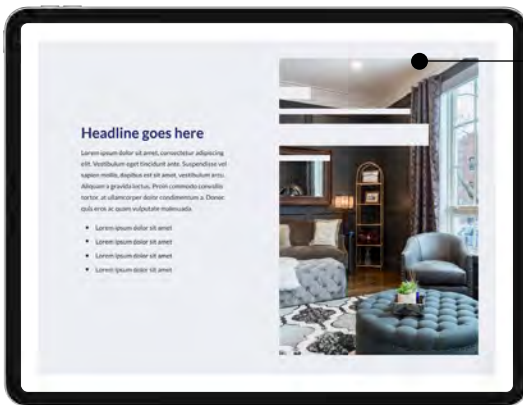 Headline goes here
Lorem ipsum dolor sit amet, consectetur adipiscing
elit. Vestibulum eget tincidunt ante. Suspendisse vel
sapien mollis, dapibus est sit amet, vestibulum arcu.
Aliquam a gravida lectus. Proin commodo convallis
tortor, at ullamcorper dolor condimentum a. Donec
quis eros ac quam vulputate malesuada.
• Lorem ipsum dolor sit amet
• Lorem ipsum dolor sit amet
• Lorem ipsum dolor sit amet
• Lorem ipsum dolor sit amet